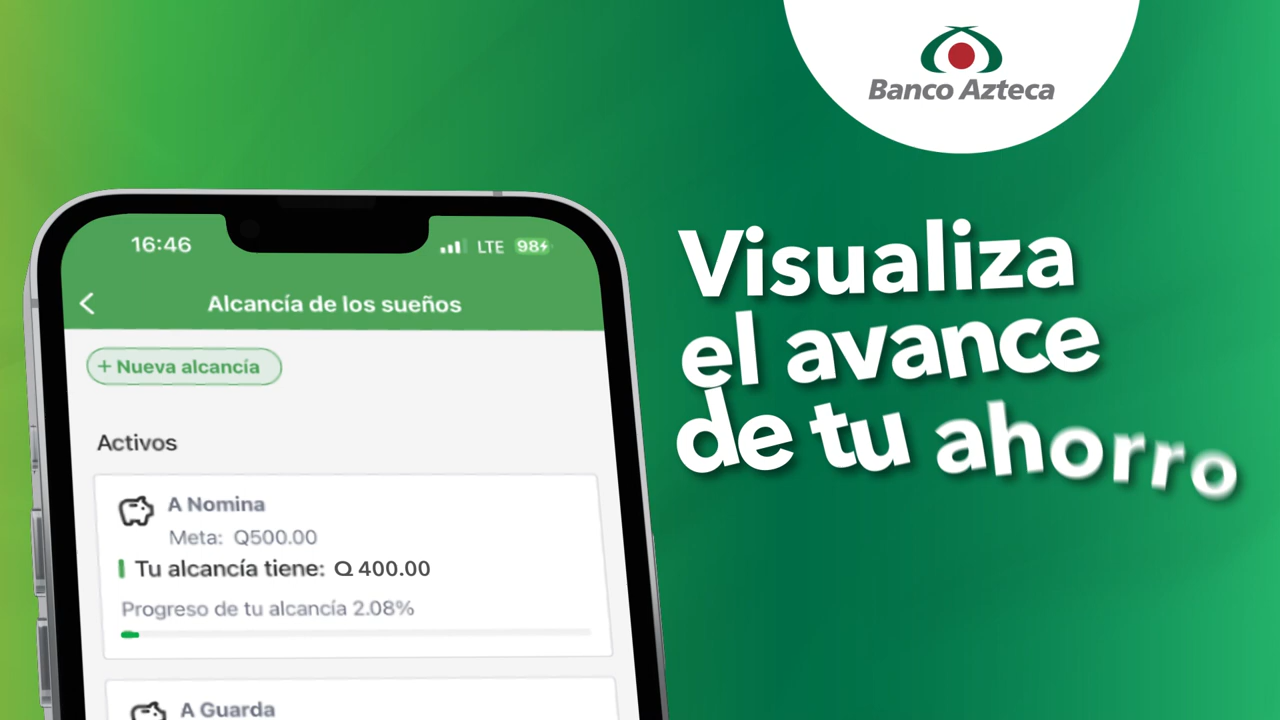 Banco Azteca
Visualiza
el avance
de tu ahorro
16:46
LTE
98
Alcancía de los sueños
+ Nueva alcancía
Activos
A Nomina
Meta: Q500.00
Tu alcancía tiene: Q 400.00
Progreso de tu alcancía 2.08%
A Guarda